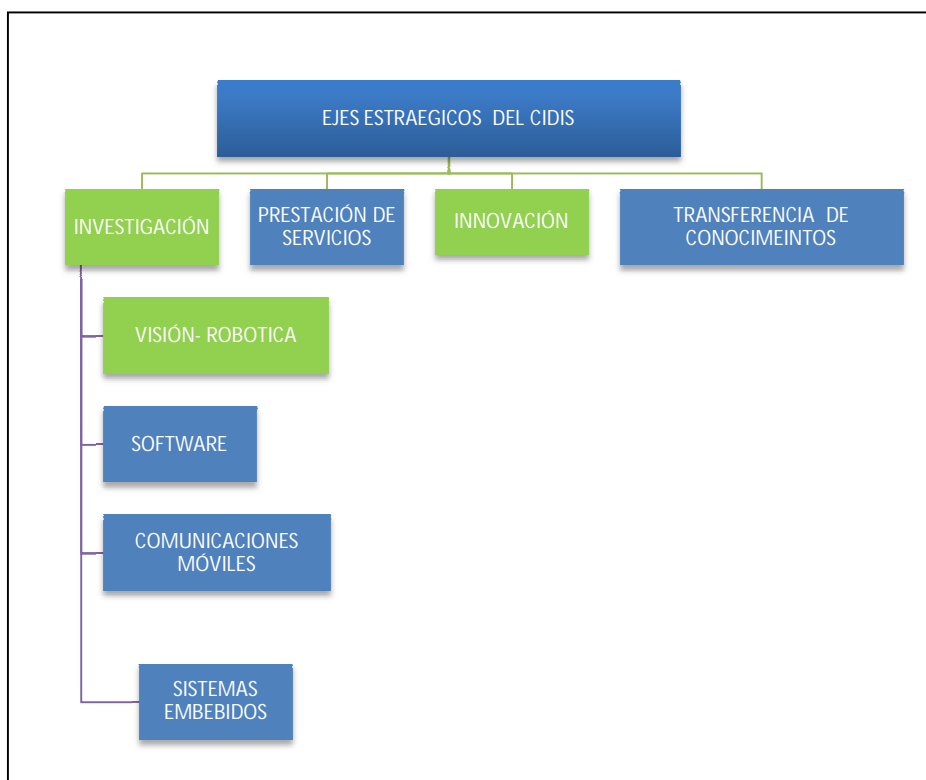 EJES ESTRAEGICOS DEL CIDIS
INVESTIGACIÓN
PRESTACIÓN DE
SERVICIOS
INNOVACIÓN
TRANSFERENCIA DE
CONOCIMEINTOS
VISIÓN- ROBOTICA
SOFTWARE
COMUNICACIONES
MÓVILES
SISTEMAS
EMBEBIDOS